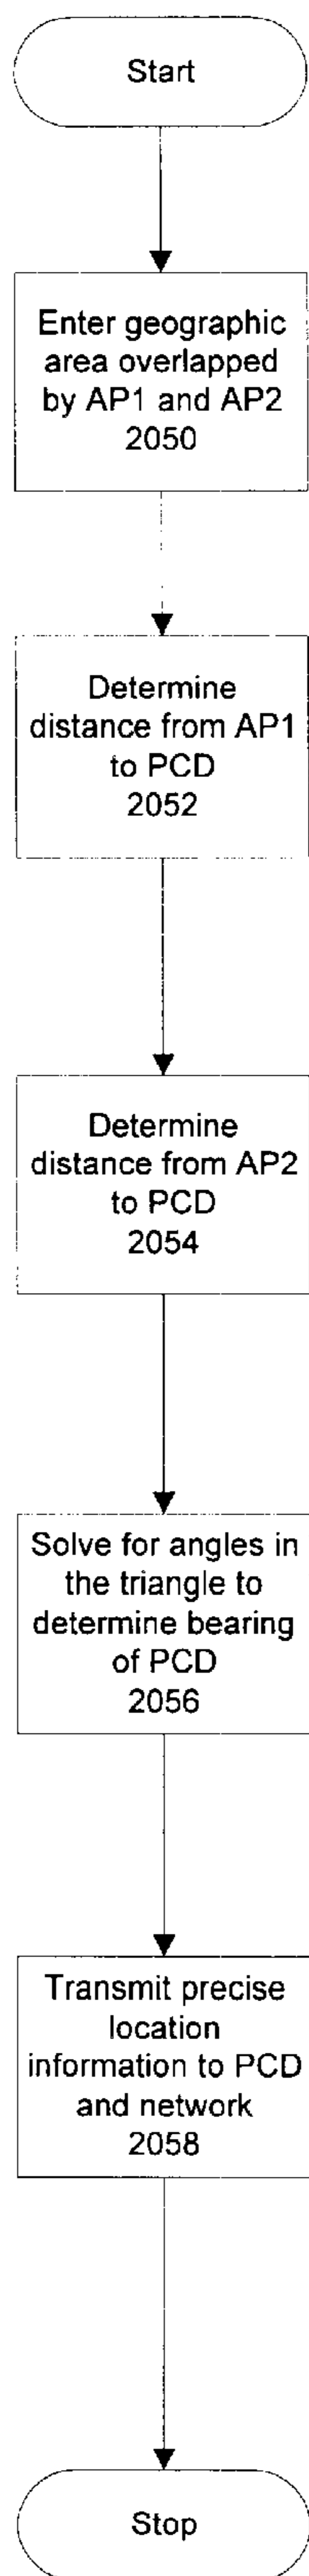 Start
Enter geographic
area overlapped
by AP1 and AP2
2050
Determine
distance from AP1
to PCD
2052
Determine
distance from AP2
to PCD
2054
Solve for angles in
the triangle to
determine bearing
of PCD
2056
Transmit precise
location
information to PCD
and network
2058
Stop